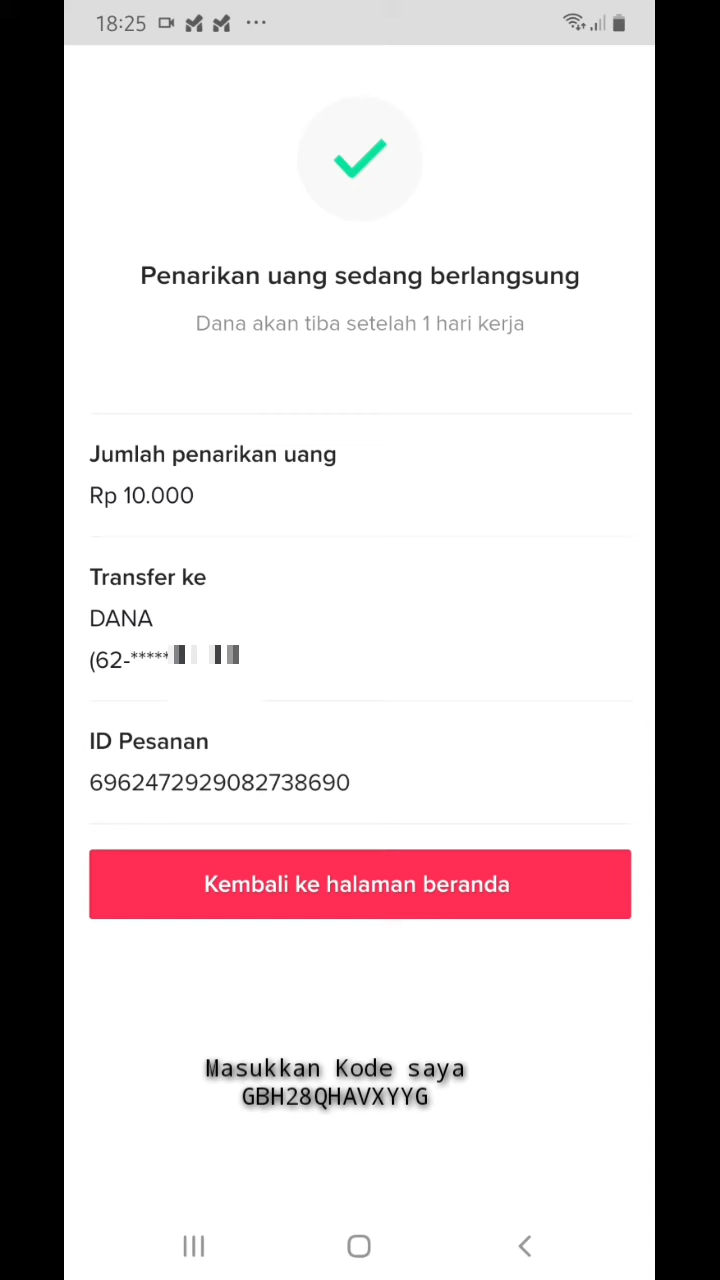 18:25
Penarikan uang sedang berlangsung
Dana akan tiba setelah 1 hari kerja
Jumlah penarikan uang
Rp 10.000
Transfer ke
DANA
(62-*****
ID Pesanan
6962472929082738690
Kembali ke halaman beranda
Masukkan Kode saya
GBH28QHAVXYYG